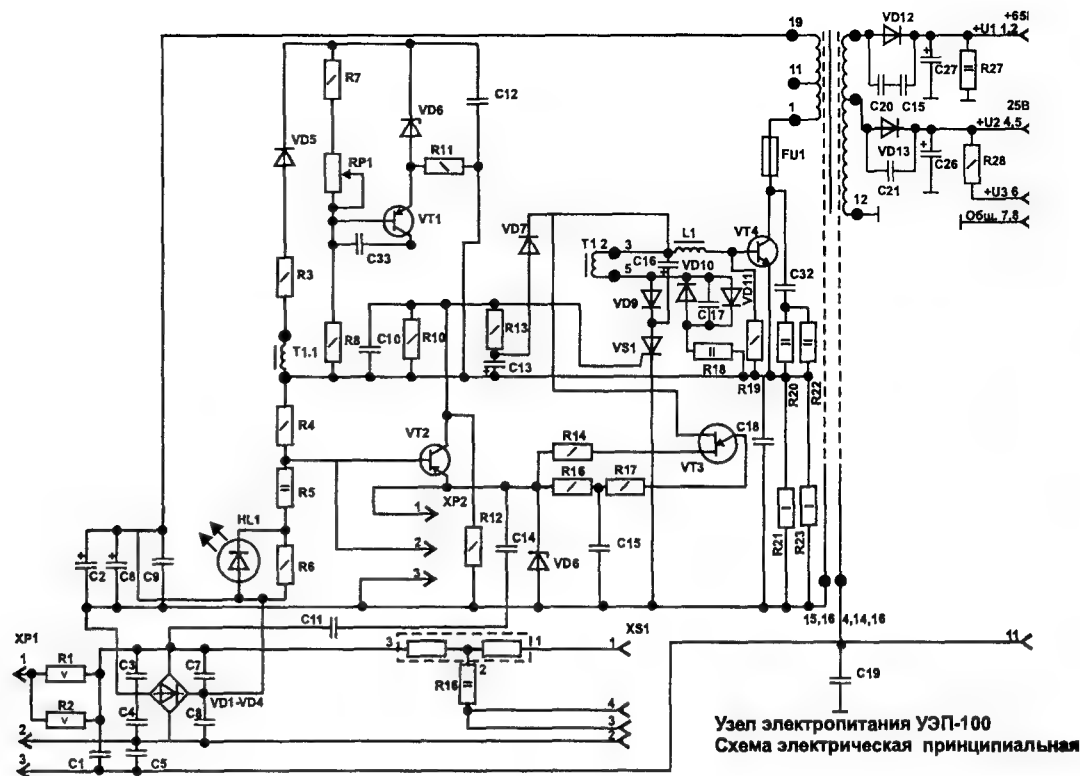 19
VD12
+65
+U1 1,2
R7
C27
R27
VD6
C12
11
C20
C15
VD5
1
25В
+U2 4,5
R11
FU1
VD13
RP1
C26
R28
C21
+U3 6
VT1
12
VD7
VT4
Общ. 7,8
L1
T1
2
3
C33
C16
VD10
5
VD11
C32
R3
VD9
C17
R13
R8
C10
R10
VS1
T1.1
C13
R18
R19
R20
R22
R4
R14
C18
VT2
VT3
R16
R17
XP2
R5
1
R12
HL1
C14
R21
R23
2
C2
C8
C9
R6
VD6
C15
3
C11
15,16
4,14,16
XP1
XS1
11
1
R1
3
1
1
C3
C7
2
C19
R16
R2
VD1-VD4
C4
C6
4
3
2
2
3
C1
C5
Узел электропитания УЭП-100
Схема электрическая принципиальная